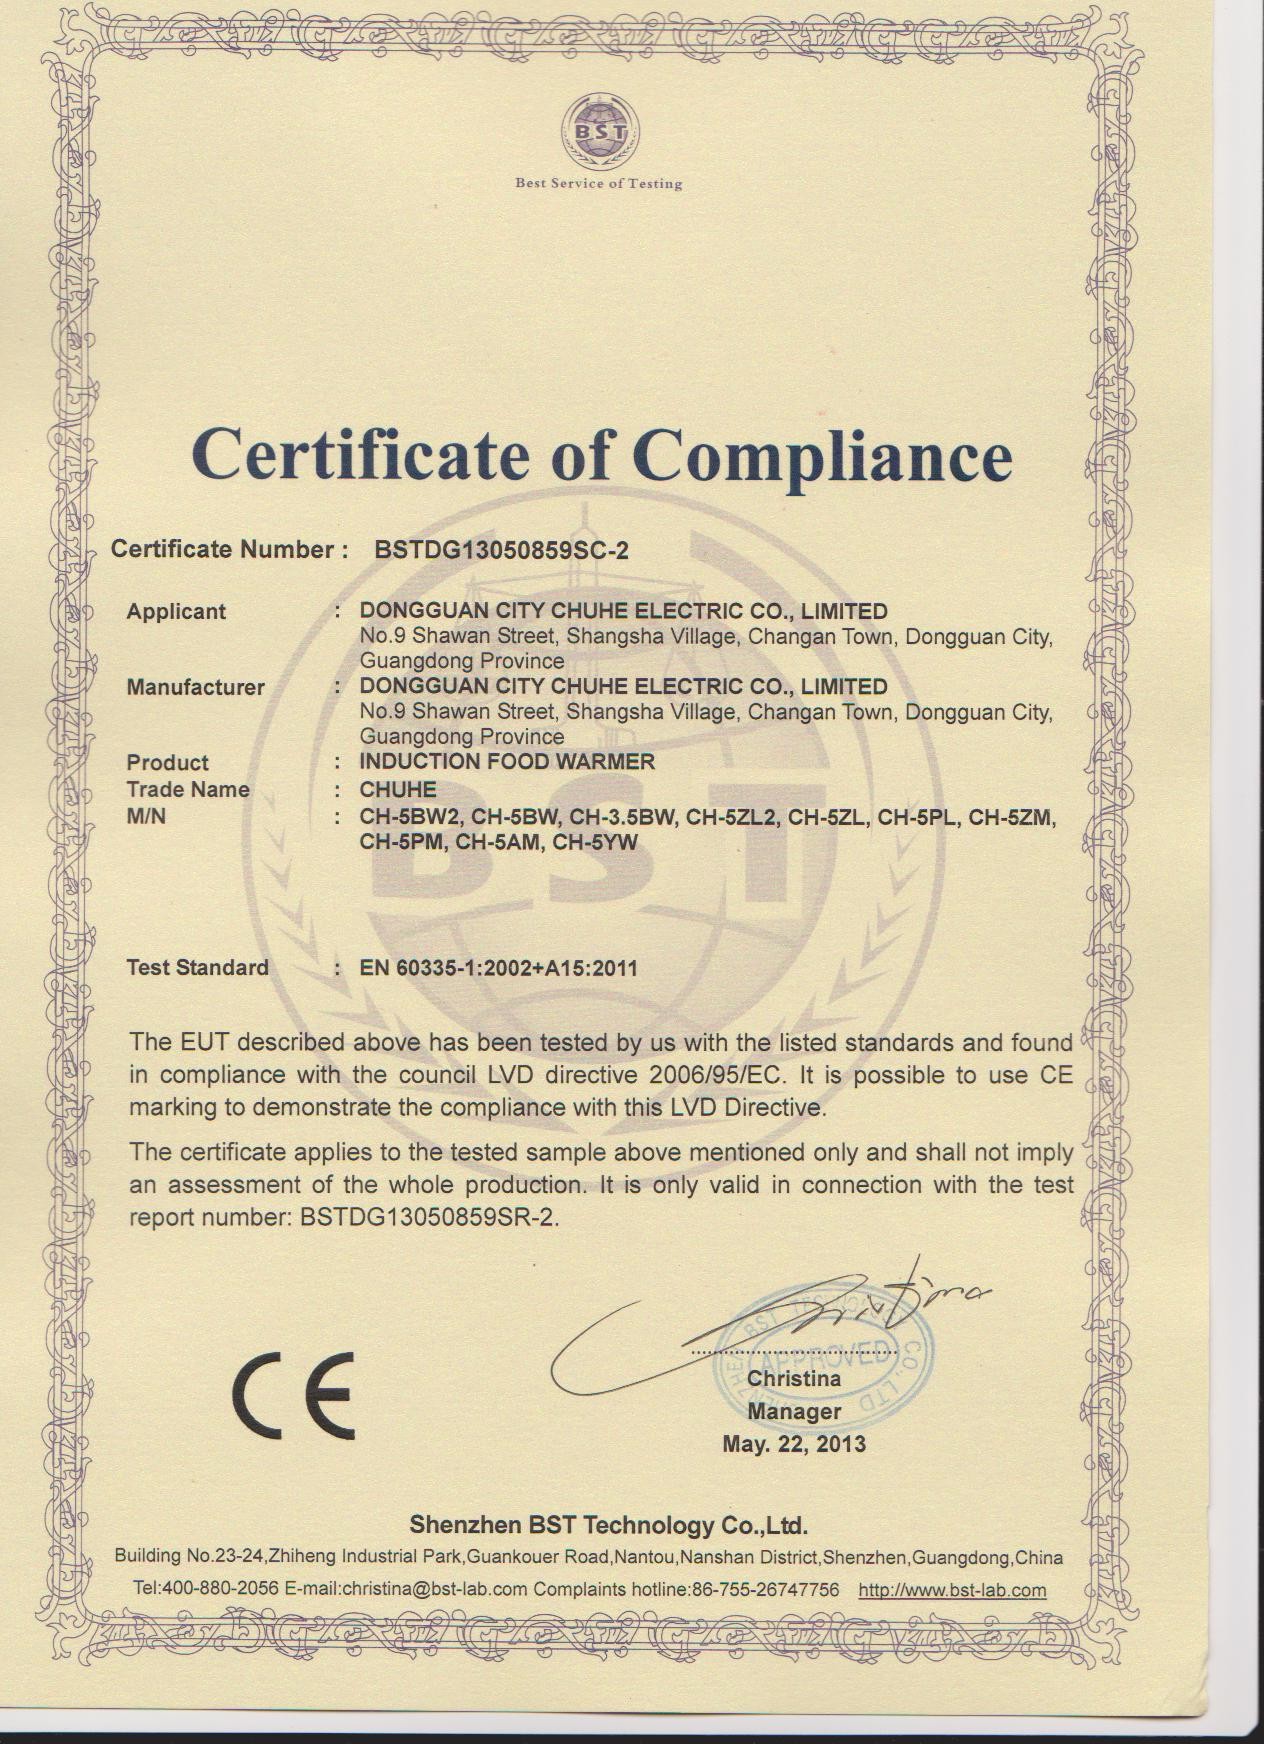 BST
Best Service of Testing
Certificate of Compliance
Certificate Number : BSTDG13050859SC-2
Applicant : DONGGUAN CITY CHUHE ELECTRIC CO., LIMITED
No.9 Shawan Street, Shangsha Village, Changan Town, Dongguan City,
Guangdong Province
Manufacturer : DONGGUAN CITY CHUHE ELECTRIC CO., LIMITED
No.9 Shawan Street, Shangsha Village, Changan Town, Dongguan City,
Guangdong Province
Product : INDUCTION FOOD WARMER
Trade Name : CHUHE
M/N : CH-5BW2, CH-5BW, CH-3.5BW, CH-5ZL2, CH-5ZL, CH-5PL, CH-5ZM,
CH-5PM, CH-5AM, CH-5YW
BST
Test Standard : EN 60335-1:2002+A15:2011
The EUT described above has been tested by us with the listed standards and found
in compliance with the council LVD directive 2006/95/EC. It is possible to use CE
marking to demonstrate the compliance with this LVD Directive.
The certificate applies to the tested sample above mentioned only and shall not imply
an assessment of the whole production. It is only valid in connection with the test
report number: BSTDG13050859SR-2.
Christina
SHENZHEN BST TECHNOLOGY CO., LTD
APPROVED
CE
Christina
Manager
May. 22, 2013
Shenzhen BST Technology Co.,Ltd.
Building No.23-24,Zhiheng Industrial Park,Guankouer Road,Nantou,Nanshan District,Shenzhen,Guangdong,China
Tel:400-880-2056 E-mail:christina@bst-lab.com Complaints hotline:86-755-26747756 http://www.bst-lab.com